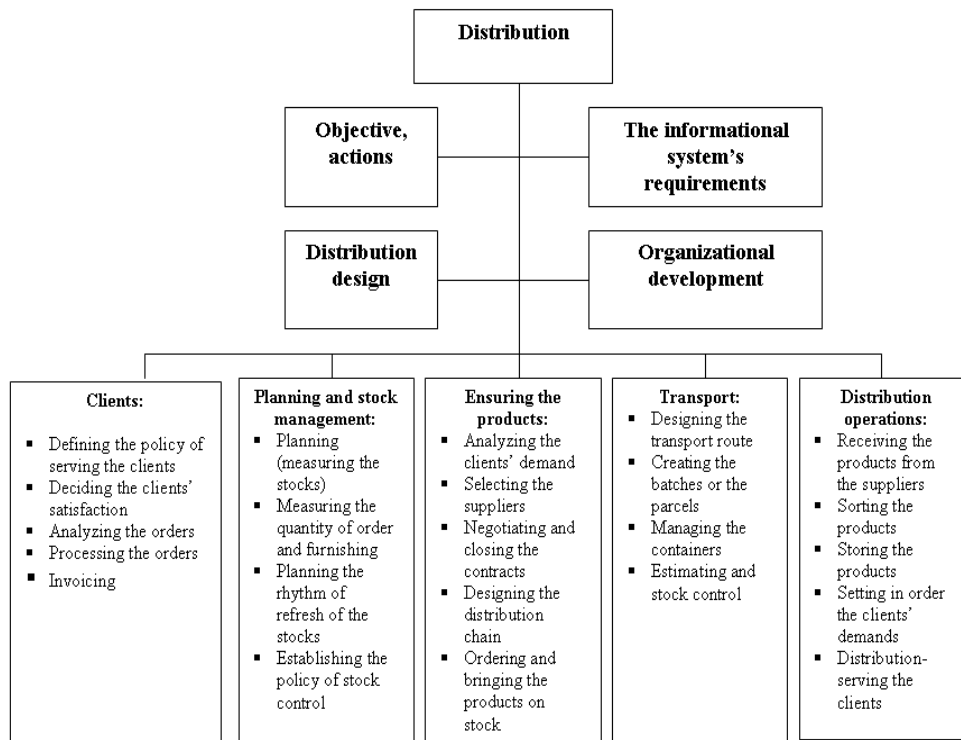 Distribution
Objective,
actions
The informational
system's
requirements
Distribution
design
Organizational
development
Clients:
▪ Defining the policy of
serving the clients
▪ Deciding the clients'
satisfaction
▪ Analyzing the orders
▪ Processing the orders
▪ Invoicing
Planning and stock
management:
▪ Planning
(measuring the
stocks)
▪ Measuring the
quantity of order
and furnishing
▪ Planning the
rhythm of
refresh of the
stocks
▪ Establishing the
policy of stock
control
Ensuring the
products:
▪ Analyzing the
clients' demand
▪ Selecting the
suppliers
▪ Negotiating and
closing the
contracts
▪ Designing the
distribution
chain
▪ Ordering and
bringing the
products on
stock
Transport:
▪ Designing the
transport route
▪ Creating the
batches or the
parcels
▪ Managing the
containers
▪ Estimating and
stock control
Distribution
operations:
▪ Receiving the
products from
the suppliers
▪ Sorting the
products
▪ Storing the
products
▪ Setting in order
the clients'
demands
▪ Distribution-
serving the
clients